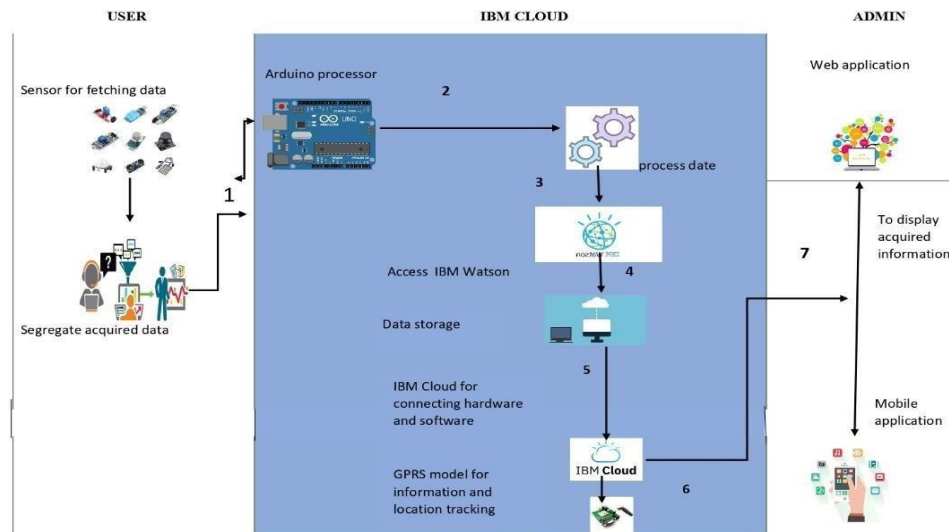 USER
IBM CLOUD
ADMIN
Sensor for fetching data
1
Segregate acquired data
Arduino processor
ARDUINO
UNO
2
process date
3
Access IBM Watson
4
Data storage
5
IBM Cloud for
connecting hardware
and software
IBM Cloud
GPRS model for
information and
location tracking
6
Web application
7
To display
acquired
information
Mobile
application